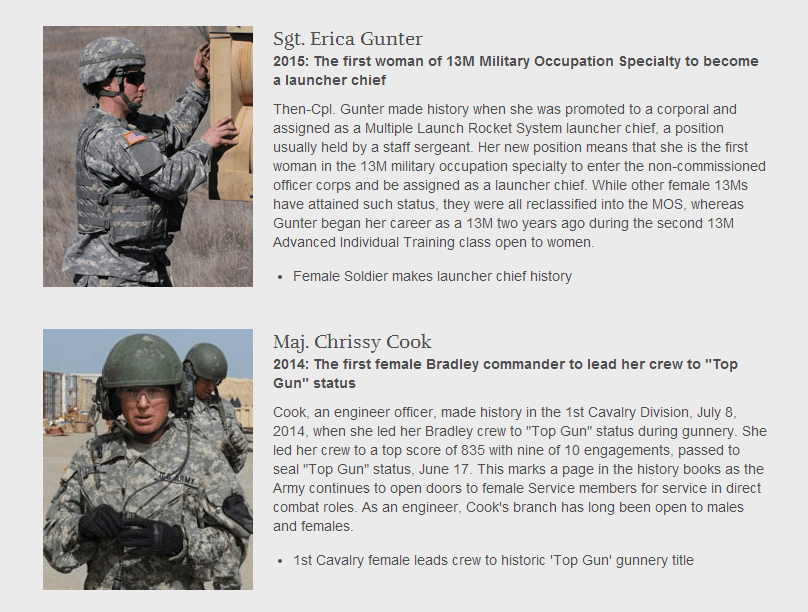 Sgt. Erica Gunter
2015: The first woman of 13M Military Occupation Specialty to become
a launcher chief
Then-Cpl. Gunter made history when she was promoted to a corporal and
assigned as a Multiple Launch Rocket System launcher chief, a position
usually held by a staff sergeant. Her new position means that she is the first
woman in the 13M military occupation specialty to enter the non-commissioned
officer corps and be assigned as a launcher chief. While other female 13Ms
have attained such status, they were all reclassified into the MOS, whereas
Gunter began her career as a 13M two years ago during the second 13M
Advanced Individual Training class open to women.
• Female Soldier makes launcher chief history
Maj. Chrissy Cook
2014: The first female Bradley commander to lead her crew to "Top
Gun" status
Cook, an engineer officer, made history in the 1st Cavalry Division, July 8,
2014, when she led her Bradley crew to "Top Gun" status during gunnery. She
led her crew to a top score of 835 with nine of 10 engagements, passed to
seal "Top Gun" status, June 17. This marks a page in the history books as the
Army continues to open doors to female Service members for service in direct
combat roles. As an engineer, Cook's branch has long been open to males
and females.
• 1st Cavalry female leads crew to historic 'Top Gun' gunnery title